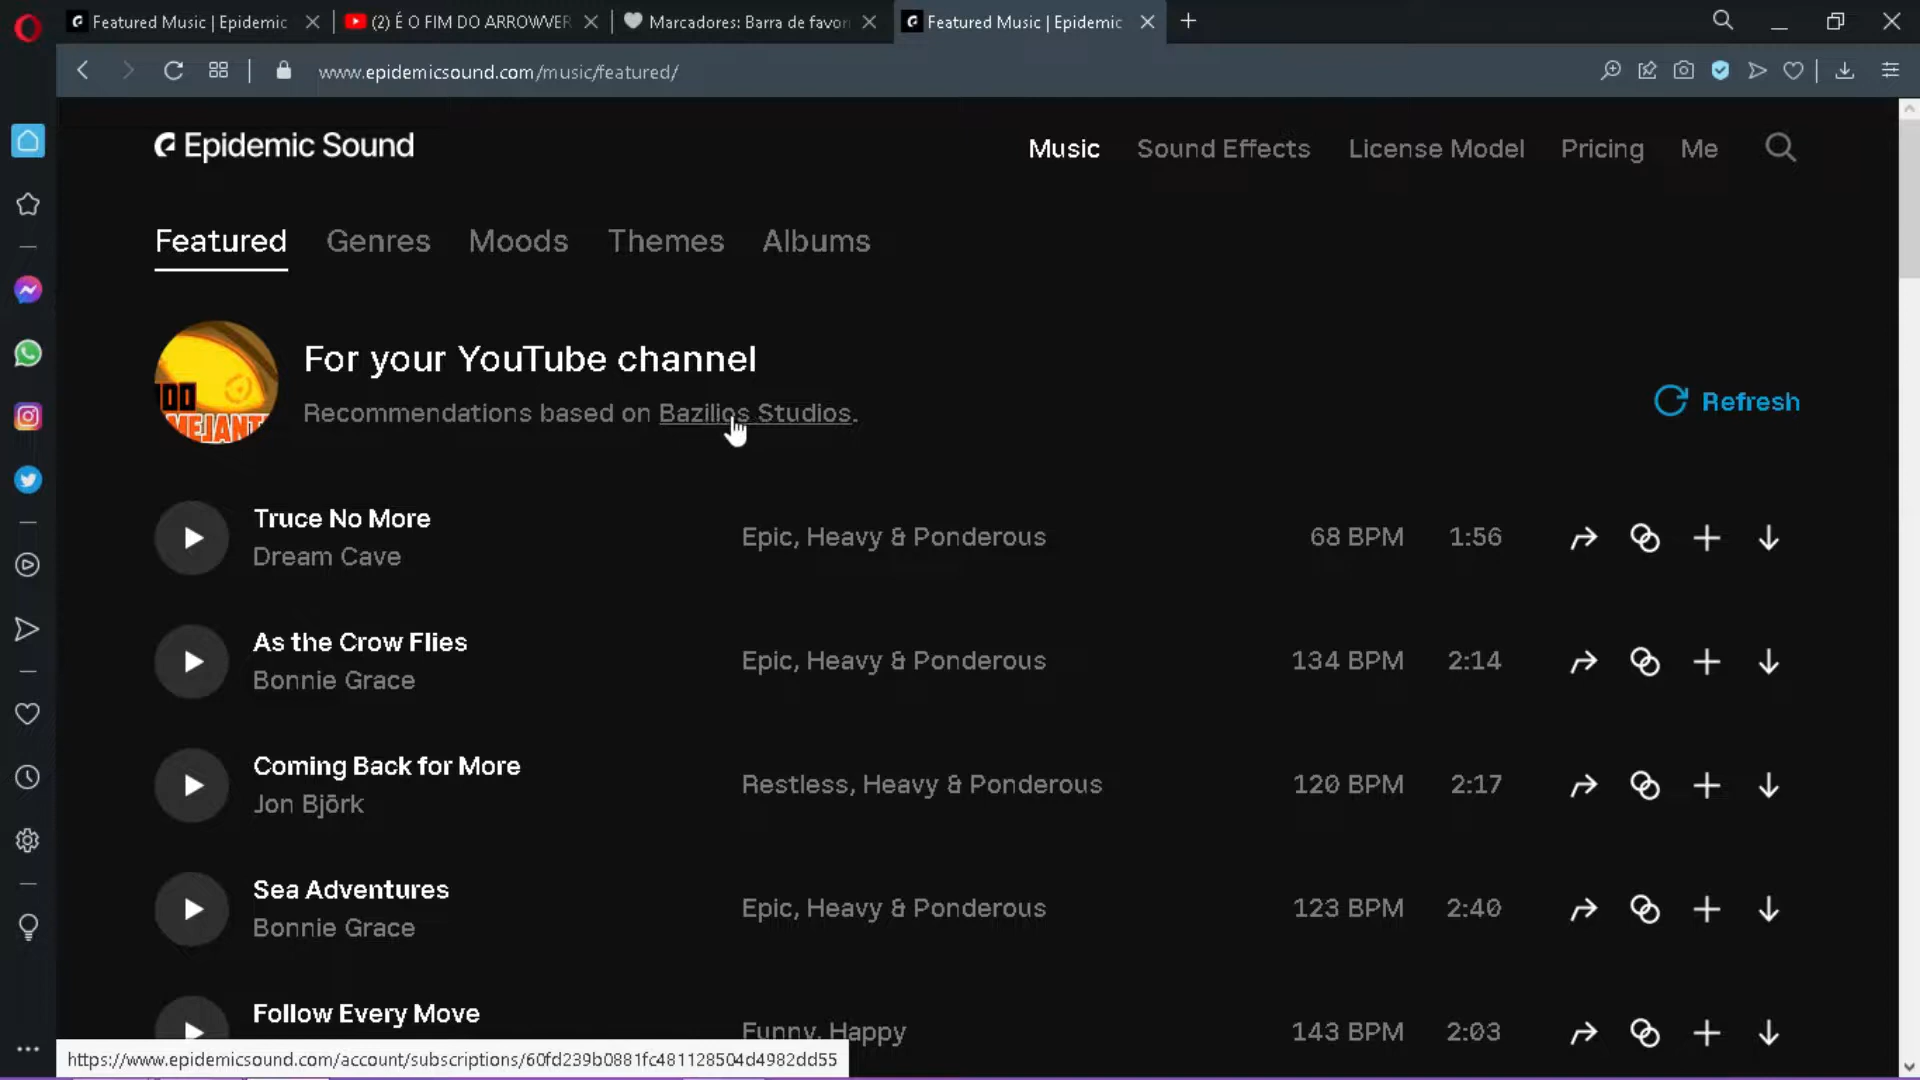 Featured Music | Epidemic
(2) É O FIM DO ARROWVER
Marcadores: Barra de favori
Featured Music | Epidemic
www.epidemicsound.com/music/featured/
Epidemic Sound
Music
Sound Effects
License Model
Pricing
Me
Featured
Genres
Moods
Themes
Albums
For your YouTube channel
Recommendations based on Bazilios Studios.
Refresh
Truce No More
Dream Cave
Epic, Heavy & Ponderous
68 BPM
1:56
As the Crow Flies
Bonnie Grace
Epic, Heavy & Ponderous
134 BPM
2:14
Coming Back for More
Jon Björk
Restless, Heavy & Ponderous
120 BPM
2:17
Sea Adventures
Bonnie Grace
Epic, Heavy & Ponderous
123 BPM
2:40
Follow Every Move
Funny, Happy
143 BPM
2:03
https://www.epidemicsound.com/account/subscriptions/60fd239b0881fc481128504d4982dd55